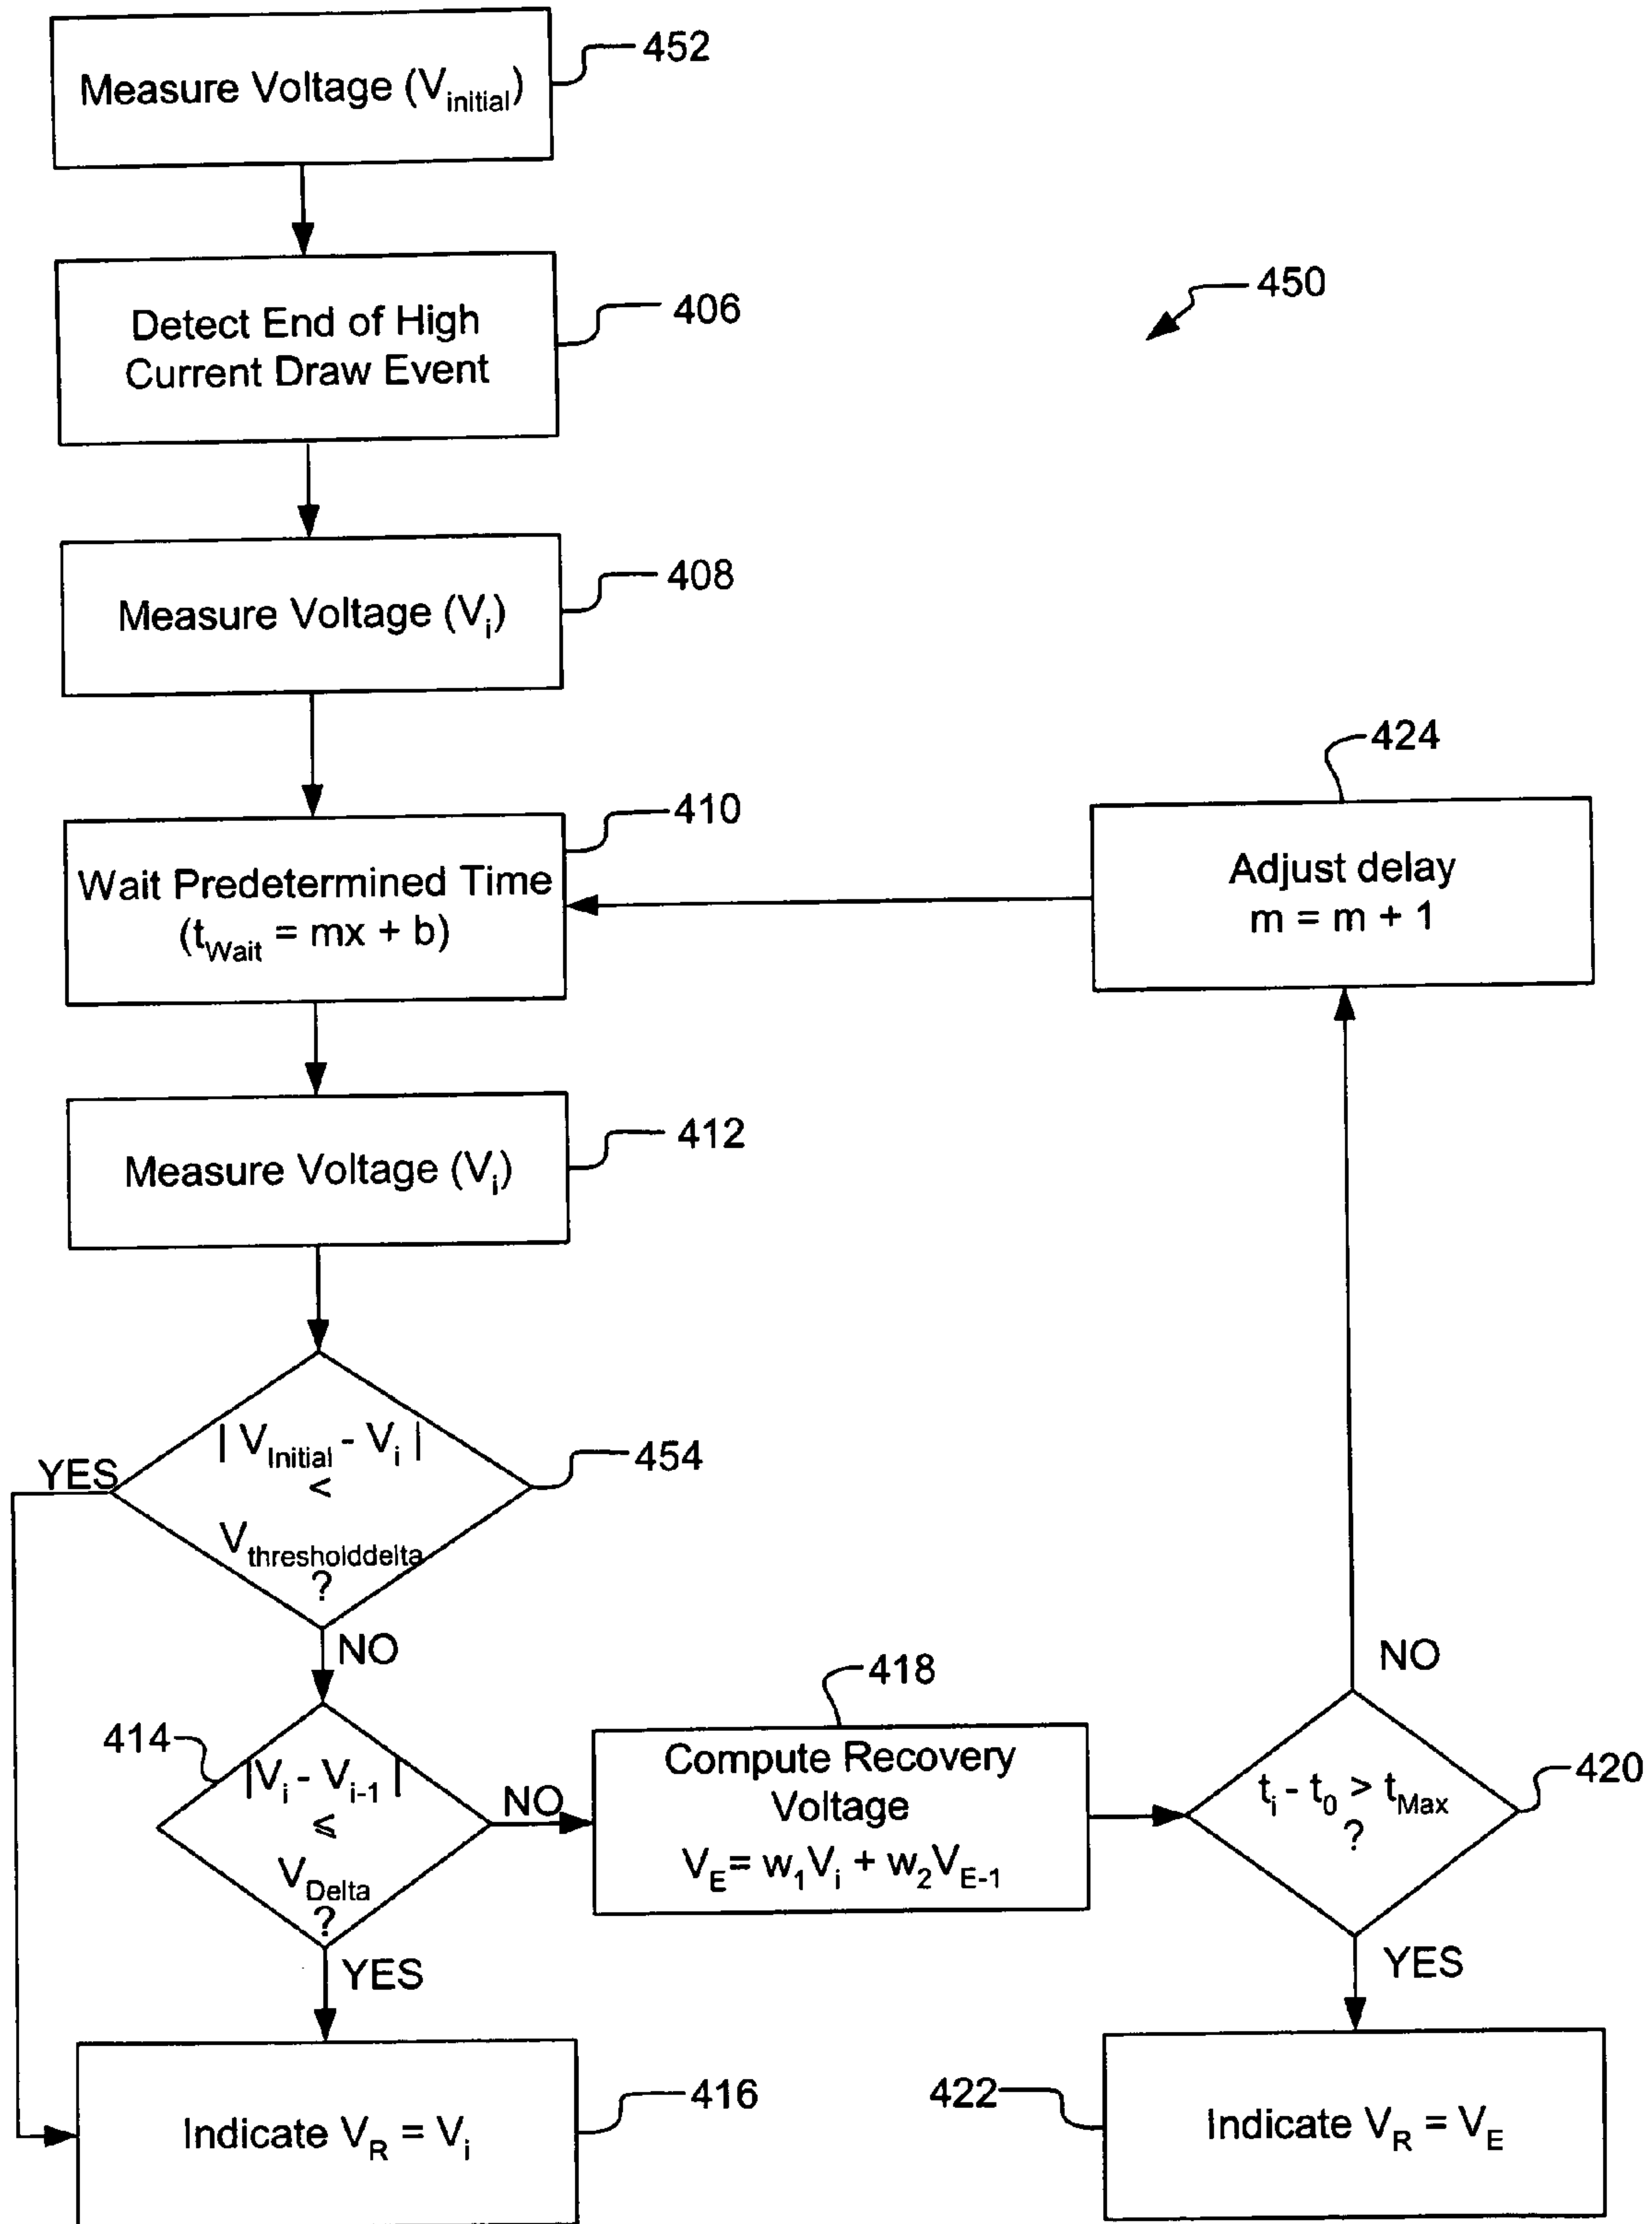 452
Measure Voltage (V_initial)
450
406
Detect End of High
Current Draw Event
408
Measure Voltage (V_i)
424
410
Adjust delay
m = m + 1
Wait Predetermined Time
(t_Wait = mx + b)
412
Measure Voltage (V_i)
454
| V_Initial - V_i |
<
V_thresholddelta
?
YES
NO
414
|V_i - V_i-1 |
≤
V_Delta
?
NO
YES
418
Compute Recovery
Voltage
V_E = w_1V_i + w_2V_E-1
NO
420
t_i - t_0 > t_Max
?
YES
416
Indicate V_R = V_i
422
Indicate V_R = V_E